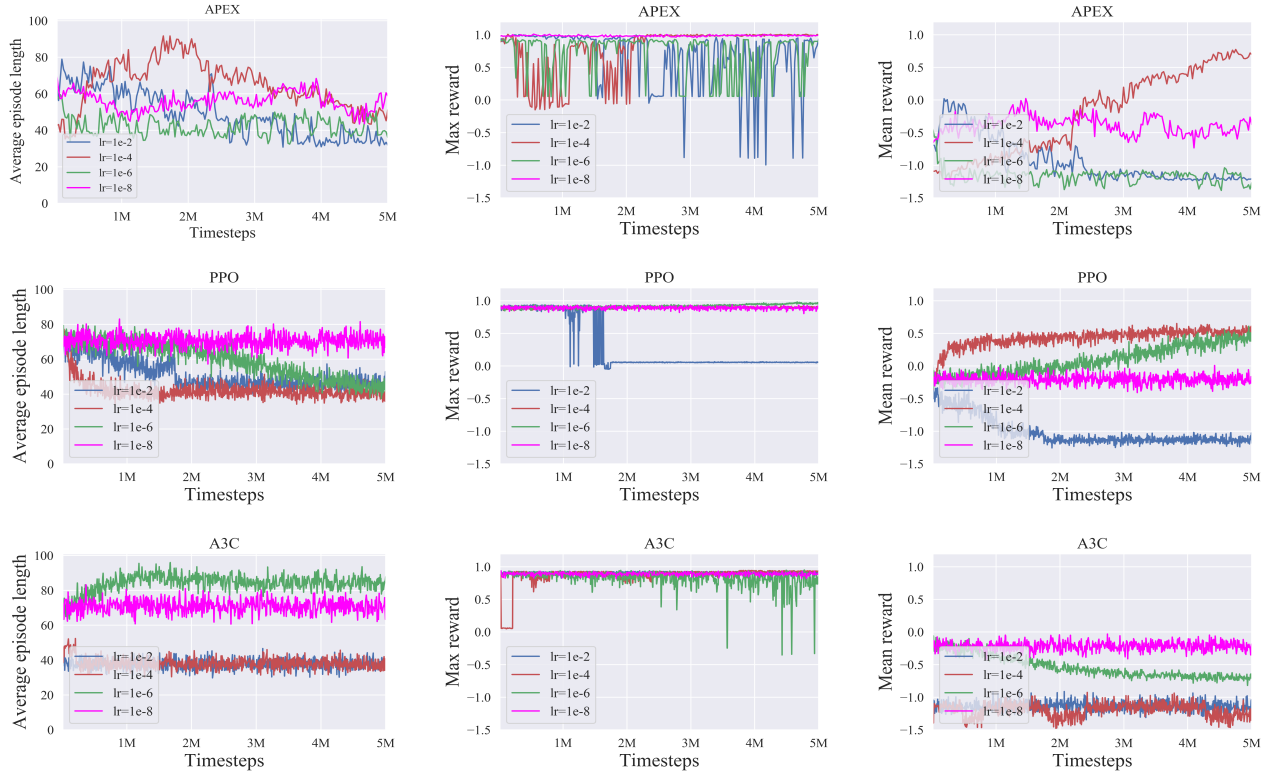 APEX
Average episode length
100
80
60
40
20
0
lr=1e-2
lr=1e-4
lr=1e-6
lr=1e-8
1M 2M 3M 4M 5M
Timesteps
APEX
Max reward
1.0
0.5
0.0
−0.5
−1.0
−1.5
lr=1e-2
lr=1e-4
lr=1e-6
lr=1e-8
1M 2M 3M 4M 5M
Timesteps
APEX
Mean reward
1.0
0.5
0.0
−0.5
−1.0
−1.5
lr=1e-2
lr=1e-4
lr=1e-6
lr=1e-8
1M 2M 3M 4M 5M
Timesteps
PPO
Average episode length
100
80
60
40
20
0
lr=1e-2
lr=1e-4
lr=1e-6
lr=1e-8
1M 2M 3M 4M 5M
Timesteps
PPO
Max reward
1.0
0.5
0.0
−0.5
−1.0
−1.5
lr=1e-2
lr=1e-4
lr=1e-6
lr=1e-8
1M 2M 3M 4M 5M
Timesteps
PPO
Mean reward
1.0
0.5
0.0
−0.5
−1.0
−1.5
lr=1e-2
lr=1e-4
lr=1e-6
lr=1e-8
1M 2M 3M 4M 5M
Timesteps
A3C
Average episode length
100
80
60
40
20
0
lr=1e-2
lr=1e-4
lr=1e-6
lr=1e-8
1M 2M 3M 4M 5M
Timesteps
A3C
Max reward
1.0
0.5
0.0
−0.5
−1.0
−1.5
lr=1e-2
lr=1e-4
lr=1e-6
lr=1e-8
1M 2M 3M 4M 5M
Timesteps
A3C
Mean reward
1.0
0.5
0.0
−0.5
−1.0
−1.5
lr=1e-2
lr=1e-4
lr=1e-6
lr=1e-8
1M 2M 3M 4M 5M
Timesteps